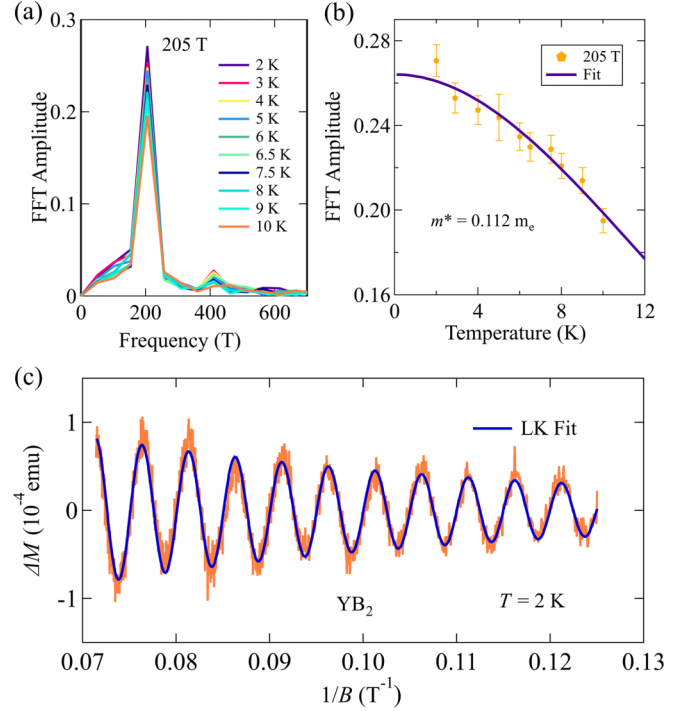 (a)
0.3
0.2
0.1
0
FFT Amplitude
205 T
2 K
3 K
4 K
5 K
6 K
6.5 K
7.5 K
8 K
9 K
10 K
0 200 400 600
Frequency (T)
(b)
0.28
0.24
0.20
0.16
FFT Amplitude
205 T
Fit
m* = 0.112 mₑ
0 2 4 6 8 10 12
Temperature (K)
(c)
1
0
-1
ΔM (10⁻⁴ emu)
LK Fit
YB₂
T = 2 K
0.07 0.08 0.09 0.10 0.11 0.12 0.13
1/B (T⁻¹)